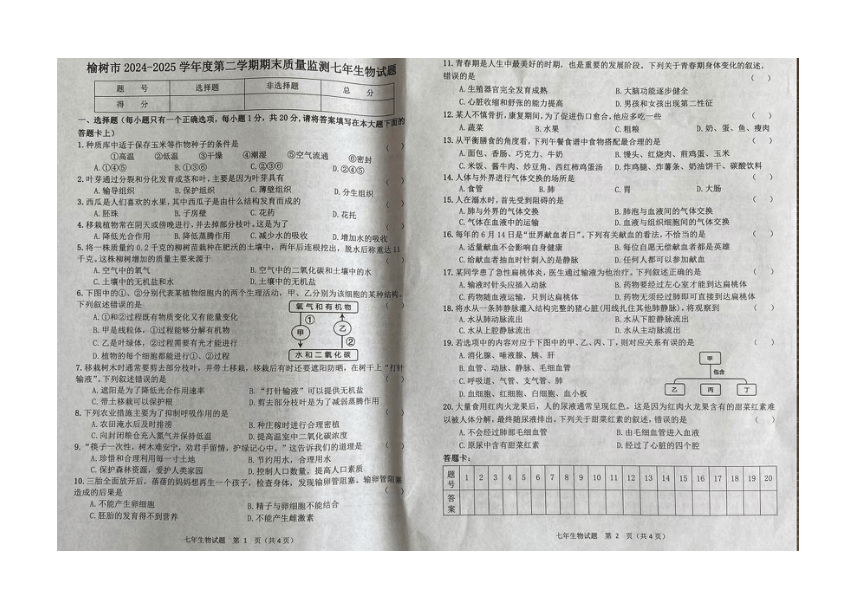 榆树市 2024-2025 学年度第二学期期末质量监测七年生物试题
题 号 选择题 非选择题 总 分
得 分
一、选择题（每小题只有一个正确选项，每小题 1 分，共 20 分，请将答案填写在本大题下面的
答题卡上）
1. 种质库中适于保存玉米等作物种子的条件是 （ ）
①高温 ②低温 ③干燥 ④潮湿 ⑤空气流通 ⑥密封
A. ①④⑤ B. ①③⑥ C. ②③⑥ D. ②④⑤
2. 叶芽通过分裂和分化发育成茎和叶，主要是因为叶芽具有 （ ）
A. 输导组织 B. 保护组织 C. 薄壁组织 D. 分生组织
3. 西瓜是人们喜欢的水果，其中西瓜子是由什么结构发育而成的 （ ）
A. 胚珠 B. 子房壁 C. 花药 D. 花托
4. 移栽植物常在阴天或傍晚进行，并去掉部分枝叶，这是为了 （ ）
A. 降低光合作用 B. 降低蒸腾作用 C. 减少水的吸收 D. 增加水的吸收
5. 将一株质量约 0.2 千克的柳树苗栽种在肥沃的土壤中，两年后连根挖出，脱水后称重达 11
千克。这株柳树增加的质量主要来源于 （ ）
A. 空气中的氧气 B. 空气中的二氧化碳和土壤中的水
C. 土壤中的无机盐和水 D. 土壤中的无机盐
6. 下图中的①、②分别代表某植物细胞内的两个生理活动，甲、乙分别为该细胞的某种结构，
下列叙述错误的是 （ ）
A. ①和②过程既有物质变化又有能量变化
B. 甲是线粒体，①过程能够分解有机物
C. 乙是叶绿体，②过程需要有光才能进行
D. 植物的每个细胞都能进行①、②过程
氧气和有机物
① 甲 乙 ②
水和二氧化碳
7. 移栽树木时通常要剪去部分枝叶，并带土移栽，移栽后有时还要遮阳防晒，在树干上“打针
输液”。下列叙述错误的是 （ ）
A. 遮阳是为了降低光合作用速率 B. “打针输液”可以提供无机盐
C. 带土移栽可以保护根 D. 剪去部分枝叶是为了减弱蒸腾作用
8. 下列农业措施主要为了抑制呼吸作用的是 （ ）
A. 农田淹水后及时排涝 B. 种庄稼时进行合理密植
C. 向封闭粮仓充入氮气并保持低温 D. 提高温室中二氧化碳浓度
9. “筷子一次性，树木难安宁，劝君手留情，护绿记心中。”这告诉我们的道理是 （ ）
A. 珍惜和合理利用每一寸土地 B. 节约用水，合理用水
C. 保护森林资源，爱护人类家园 D. 控制人口数量，提高人口素质
10. 三胎全面放开后，蓓蓓的妈妈想再生一个孩子，检查身体，发现输卵管阻塞。输卵管阻塞
造成的后果是 （ ）
A. 不能产生卵细胞 B. 精子与卵细胞不能结合
C. 胚胎的发育得不到营养 D. 不能产生雌激素
七年生物试题 第 1 页（共 4 页）
11. 青春期是人生中最美好的时期，也是重要的发展阶段。下列关于青春期身体变化的叙述，
错误的是 （ ）
A. 生殖器官完全发育成熟 B. 大脑功能逐步健全
C. 心脏收缩和舒张的能力提高 D. 男孩和女孩出现第二性征
12. 某人不慎骨折，康复期间，为了促进伤口愈合，他应多吃一些 （ ）
A. 蔬菜 B. 水果 C. 粗粮 D. 奶、蛋、鱼、瘦肉
13. 从平衡膳食的角度看，下列午餐食谱中食物搭配最合理的是 （ ）
A. 面包、香肠、巧克力、牛奶 B. 馒头、红烧肉、煎鸡蛋、玉米
C. 米饭、酱牛肉、炒豆角、西红柿鸡蛋汤 D. 炸鸡腿、炸薯条、奶油饼干、碳酸饮料
14. 人体与外界进行气体交换的场所是 （ ）
A. 食管 B. 肺 C. 胃 D. 大肠
15. 人在溺水时，首先受到阻碍的是 （ ）
A. 肺与外界的气体交换 B. 肺泡与血液间的气体交换
C. 气体在血液中的运输 D. 血液与组织细胞间的气体交换
16. 每年的 6 月 14 日是“世界献血者日”。下列有关献血的看法，不恰当的是 （ ）
A. 适量献血不会影响自身健康 B. 每位自愿无偿献血者都是英雄
C. 给献血者抽血时针刺入的是静脉 D. 任何人都可以参加献血
17. 某同学患了急性扁桃体炎，医生通过输液为他治疗。下列叙述正确的是 （ ）
A. 输液时针头应插入动脉 B. 药物要经过左心室才能到达扁桃体
C. 药物随血液运输，只到达扁桃体 D. 药物无须经过肺即可直接到达扁桃体
18. 将水从一条肺静脉灌入结构完整的猪心脏（用线扎住其他肺静脉），将观察到 （ ）
A. 水从肺动脉流出 B. 水从下腔静脉流出
C. 水从上腔静脉流出 D. 水从主动脉流出
19. 若选项中的内容对应于下图中的甲、乙、丙、丁，则对应关系有误的是 （ ）
A. 消化腺、唾液腺、胰、肝
B. 血管、动脉、静脉、毛细血管
C. 呼吸道、气管、支气管、肺
D. 血细胞、红细胞、白细胞、血小板
甲
包含
乙 丙 丁
20. 大量食用红肉火龙果后，人的尿液通常呈现红色。这是因为红肉火龙果含有的甜菜红素难
以被人体分解，最终随尿液排出。下列关于甜菜红素的叙述，错误的是 （ ）
A. 不会经过肺部毛细血管 B. 由毛细血管进入血液
C. 原尿中含有甜菜红素 D. 经过了心脏的四个腔
答题卡：
题号 1 2 3 4 5 6 7 8 9 10 11 12 13 14 15 16 17 18 19 20
答案
七年生物试题 第 2 页（共 4 页）